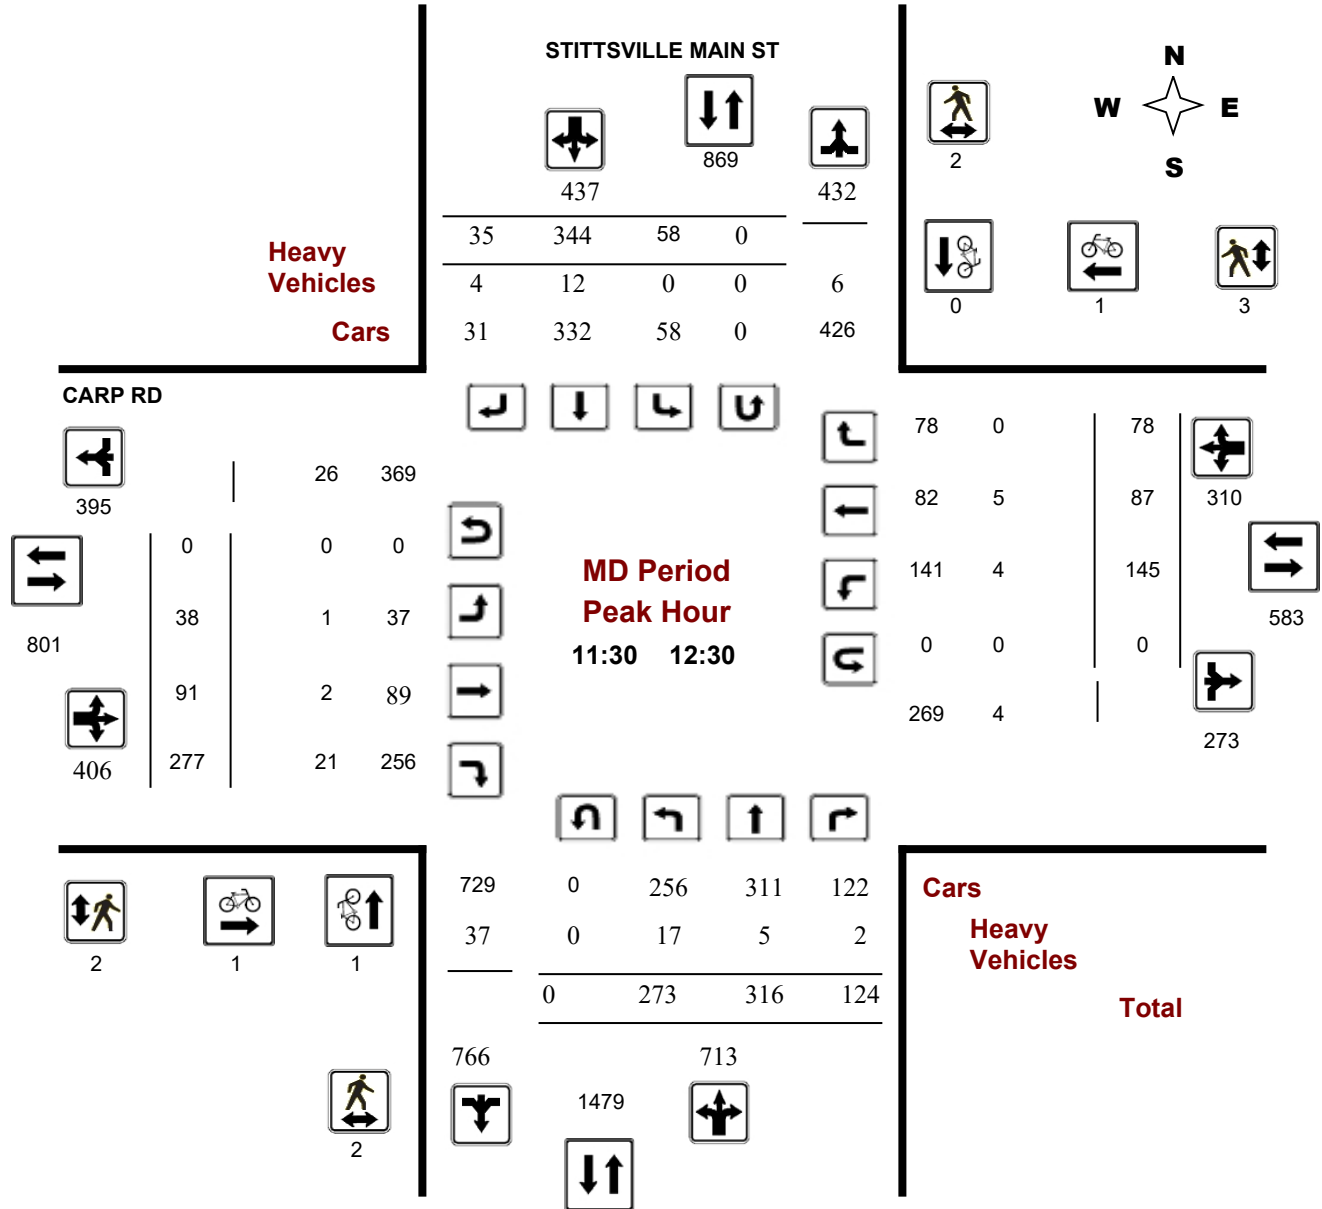 STITTSVILLE MAIN ST
N
W E
S
869
2
437 432
35 344 58 0
Heavy
Vehicles
4 12 0 0 6
0 1 3
Cars
31 332 58 0 426
CARP RD
78 0 78
26 369
395
82 5 87 310
0 0 0
MD Period
141 4 145
Peak Hour
38 1 37
583
801
11:30 12:30
0 0 0
91 2 89
269 4
273
406 277 21 256
729 0 256 311 122
Cars
37 0 17 5 2
Heavy
Vehicles
2 1 1
0 273 316 124
Total
766 713
1479
2